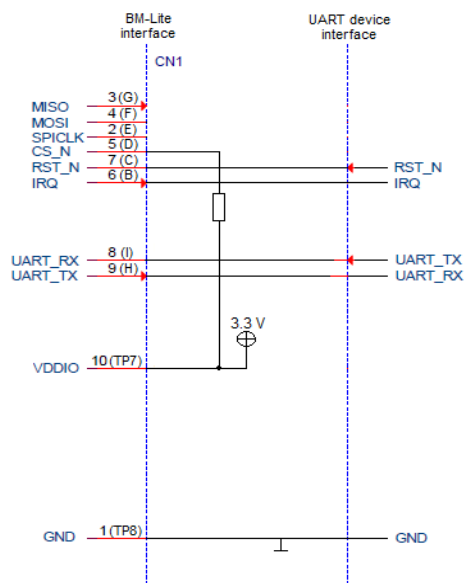 BM-Lite
interface
UART device
interface
CN1
MISO 3 (G)
MOSI 4 (F)
SPICLK 2 (E)
CS_N 5 (D)
RST_N 7 (C) RST_N
IRQ 6 (B) IRQ
UART_RX 8 (I) UART_TX
UART_TX 9 (H) UART_RX
3.3 V
VDDIO 10 (TP7)
GND 1 (TP8) GND